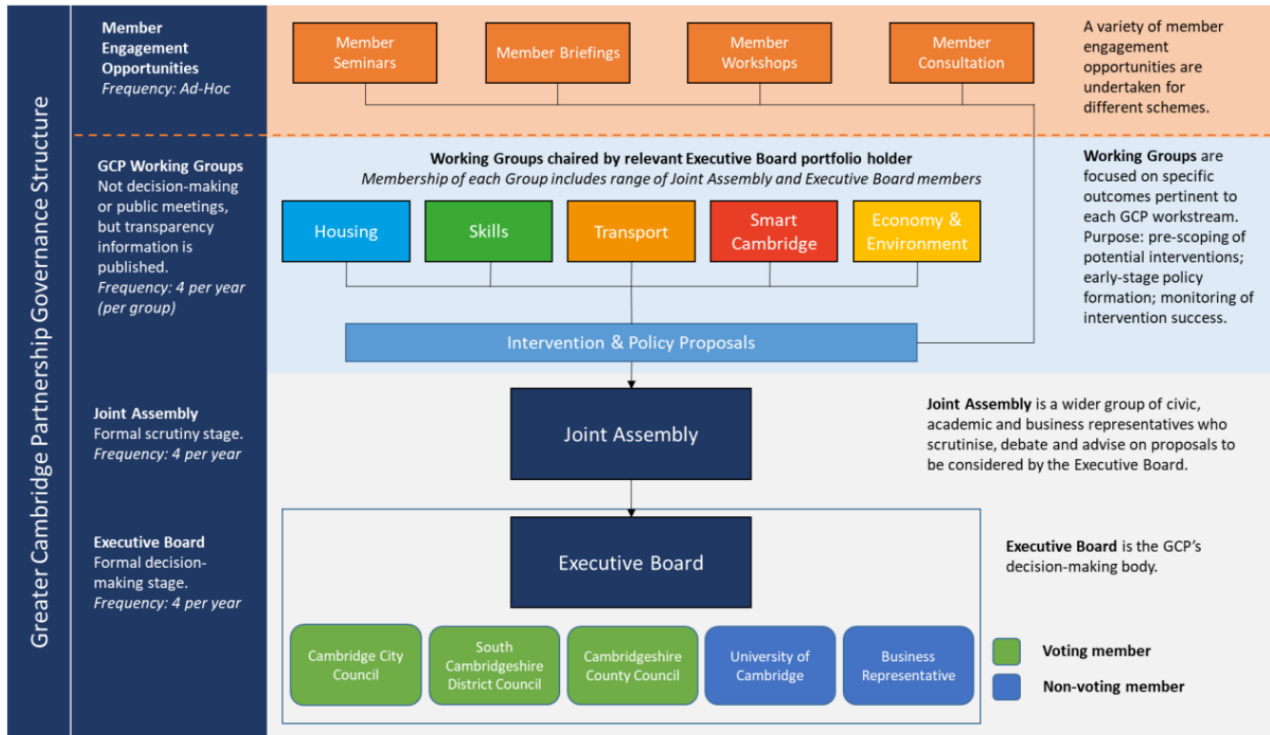 Greater Cambridge Partnership Governance Structure
Member
Engagement
Opportunities
Frequency: Ad-Hoc
Member
Seminars
Member Briefings
Member
Workshops
Member
Consultation
A variety of member
engagement
opportunities are
undertaken for
different schemes.
GCP Working Groups
Not decision-making
or public meetings,
but transparency
information is
published.
Frequency: 4 per year
(per group)
Working Groups chaired by relevant Executive Board portfolio holder
Membership of each Group includes range of Joint Assembly and Executive Board members
Housing
Skills
Transport
Smart
Cambridge
Economy &
Environment
Intervention & Policy Proposals
Working Groups are
focused on specific
outcomes pertinent to
each GCP workstream.
Purpose: pre-scoping of
potential interventions;
early-stage policy
formation; monitoring of
intervention success.
Joint Assembly
Formal scrutiny stage.
Frequency: 4 per year
Joint Assembly
Joint Assembly is a wider group of civic,
academic and business representatives who
scrutinise, debate and advise on proposals to
be considered by the Executive Board.
Executive Board
Formal decision-
making stage.
Frequency: 4 per year
Executive Board
Executive Board is the GCP's
decision-making body.
Cambridge City
Council
South
Cambridgeshire
District Council
Cambridgeshire
County Council
University of
Cambridge
Business
Representative
Voting member
Non-voting member